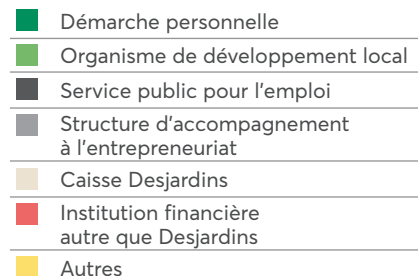 Démarche personnelle
Organisme de développement local
Service public pour l'emploi
Structure d'accompagnement
à l'entrepreneuriat
Caisse Desjardins
Institution financière
autre que Desjardins
Autres